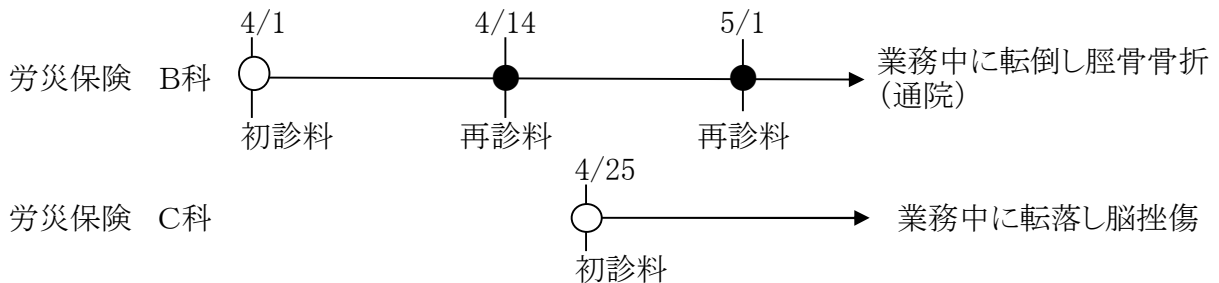 4/1 4/14 5/1
労災保険 B科 業務中に転倒し脛骨骨折
(通院)
初診料 再診料 再診料
4/25
労災保険 C科 業務中に転落し脳挫傷
初診料